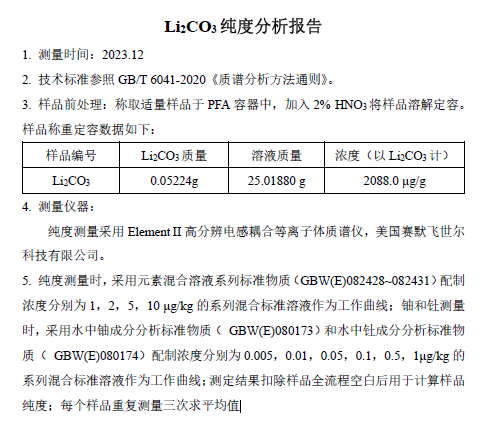 Li2CO3 纯度分析报告
1. 测量时间：2023.12
2. 技术标准参照 GB/T 6041-2020《质谱分析方法通则》。
3. 样品前处理：称取适量样品于 PFA 容器中，加入 2% HNO3 将样品溶解定容。
样品称重定容数据如下：
样品编号 Li2CO3 质量 溶液质量 浓度（以 Li2CO3 计）
Li2CO3 0.05224g 25.01880 g 2088.0 μg/g
4. 测量仪器：
纯度测量采用 Element II 高分辨电感耦合等离子体质谱仪，美国赛默飞世尔
科技有限公司。
5. 纯度测量时，采用元素混合溶液系列标准物质（GBW(E)082428~082431）配制
浓度分别为 1，2，5，10 μg/kg 的系列混合标准溶液作为工作曲线；铀和钍测量
时，采用水中铀成分分析标准物质（ GBW(E)080173）和水中钍成分分析标准物
质（ GBW(E)080174）配制浓度分别为 0.005，0.01，0.05，0.1，0.5，1μg/kg 的
系列混合标准溶液作为工作曲线；测定结果扣除样品全流程空白后用于计算样品
纯度；每个样品重复测量三次求平均值